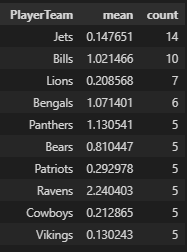 PlayerTeam mean count
Jets 0.147651 14
Bills 1.021466 10
Lions 0.208568 7
Bengals 1.071401 6
Panthers 1.130541 5
Bears 0.810447 5
Patriots 0.292978 5
Ravens 2.240403 5
Cowboys 0.212865 5
Vikings 0.130243 5